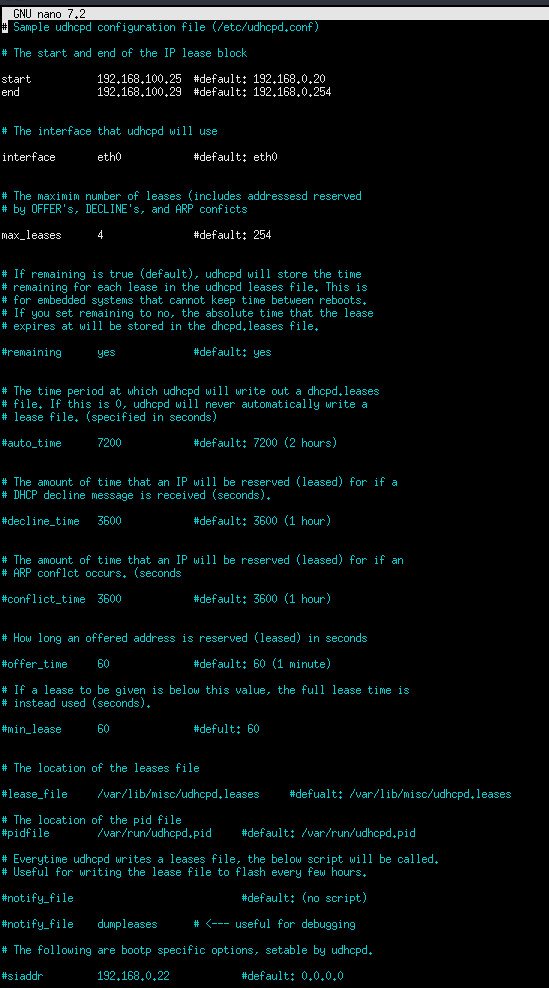 GNU nano 7.2
# Sample udhcpd configuration file (/etc/udhcpd.conf)
# The start and end of the IP lease block
start 192.168.100.25 #default: 192.168.0.20
end 192.168.100.29 #default: 192.168.0.254
# The interface that udhcpd will use
interface eth0 #default: eth0
# The maximim number of leases (includes addressesd reserved
# by OFFER's, DECLINE's, and ARP conficts
max_leases 4 #default: 254
# If remaining is true (default), udhcpd will store the time
# remaining for each lease in the udhcpd leases file. This is
# for embedded systems that cannot keep time between reboots.
# If you set remaining to no, the absolute time that the lease
# expires at will be stored in the dhcpd.leases file.
#remaining yes #default: yes
# The time period at which udhcpd will write out a dhcpd.leases
# file. If this is 0, udhcpd will never automatically write a
# lease file. (specified in seconds)
#auto_time 7200 #default: 7200 (2 hours)
# The amount of time that an IP will be reserved (leased) for if a
# DHCP decline message is received (seconds).
#decline_time 3600 #default: 3600 (1 hour)
# The amount of time that an IP will be reserved (leased) for if an
# ARP conflct occurs. (seconds
#conflict_time 3600 #default: 3600 (1 hour)
# How long an offered address is reserved (leased) in seconds
#offer_time 60 #default: 60 (1 minute)
# If a lease to be given is below this value, the full lease time is
# instead used (seconds).
#min_lease 60 #defult: 60
# The location of the leases file
#lease_file /var/lib/misc/udhcpd.leases #defualt: /var/lib/misc/udhcpd.leases
# The location of the pid file
#pidfile /var/run/udhcpd.pid #default: /var/run/udhcpd.pid
# Everytime udhcpd writes a leases file, the below script will be called.
# Useful for writing the lease file to flash every few hours.
#notify_file #default: (no script)
#notify_file dumpleases # <--- useful for debugging
# The following are bootp specific options, setable by udhcpd.
#siaddr 192.168.0.22 #default: 0.0.0.0